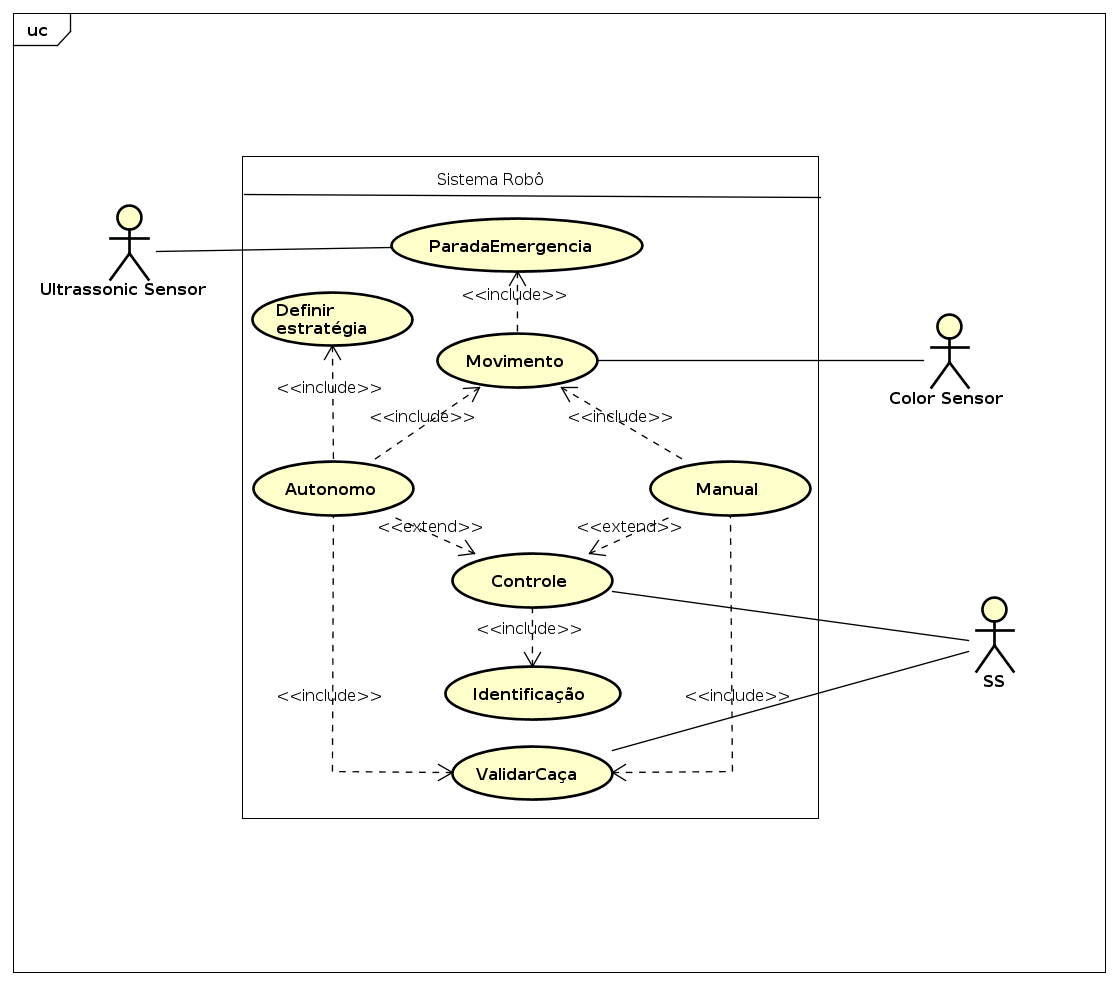 uc
Sistema Robô
ParadaEmergencia
Ultrassonic Sensor
<<include>>
Definir
estratégia
Movimento
Color Sensor
<<include>>
<<include>>
<<include>>
Autonomo
Manual
<<extend>>
<<extend>>
Controle
<<include>>
SS
Identificação
<<include>>
<<include>>
ValidarCaça